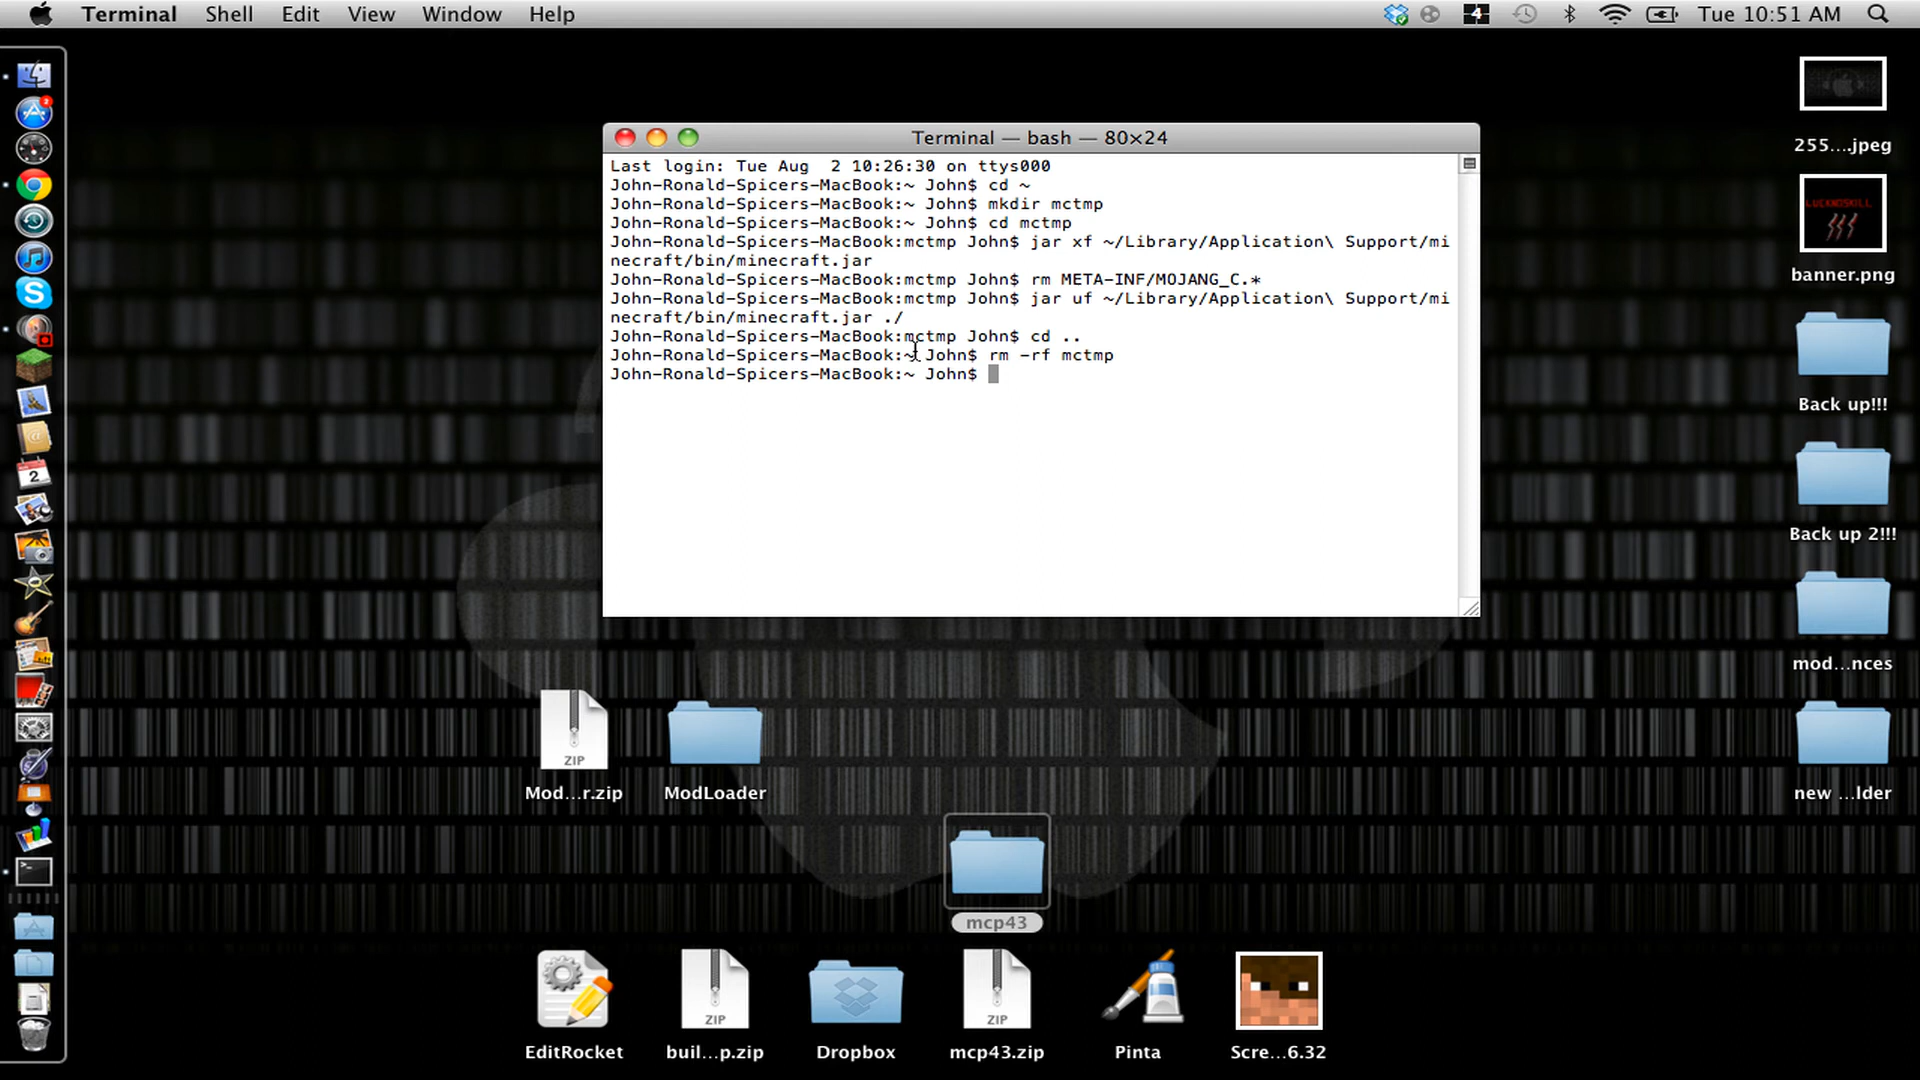 Terminal Shell Edit View Window Help
4
Tue 10:51 AM
Terminal — bash — 80×24
Last login: Tue Aug  2 10:26:30 on ttys000
John-Ronald-Spicers-MacBook:~ John$ cd ~
John-Ronald-Spicers-MacBook:~ John$ mkdir mctmp
John-Ronald-Spicers-MacBook:~ John$ cd mctmp
John-Ronald-Spicers-MacBook:mctmp John$ jar xf ~/Library/Application\ Support/mi
necraft/bin/minecraft.jar
John-Ronald-Spicers-MacBook:mctmp John$ rm META-INF/MOJANG_C.*
John-Ronald-Spicers-MacBook:mctmp John$ jar uf ~/Library/Application\ Support/mi
necraft/bin/minecraft.jar ./
John-Ronald-Spicers-MacBook:mctmp John$ cd ..
John-Ronald-Spicers-MacBook:~ John$ rm -rf mctmp
John-Ronald-Spicers-MacBook:~ John$
255....jpeg
LUCKNOSKILL
banner.png
Back up!!!
Back up 2!!!
mod...nces
new ...lder
2
ZIP
Mod...r.zip
ModLoader
mcp43
EditRocket
ZIP
buil...p.zip
Dropbox
ZIP
mcp43.zip
Pinta
Scre...6.32